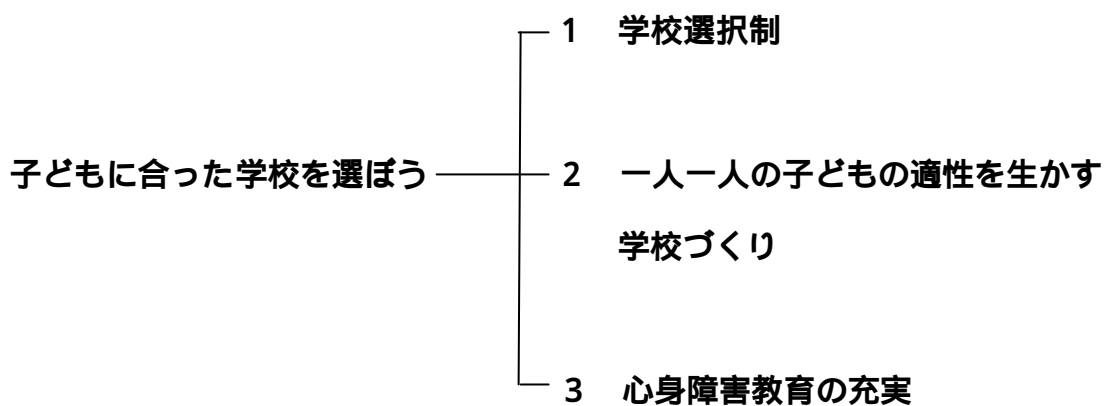 1 学校選択制
子どもに合った学校を選ぼう
2 一人一人の子どもの適性を生かす
学校づくり
3 心身障害教育の充実